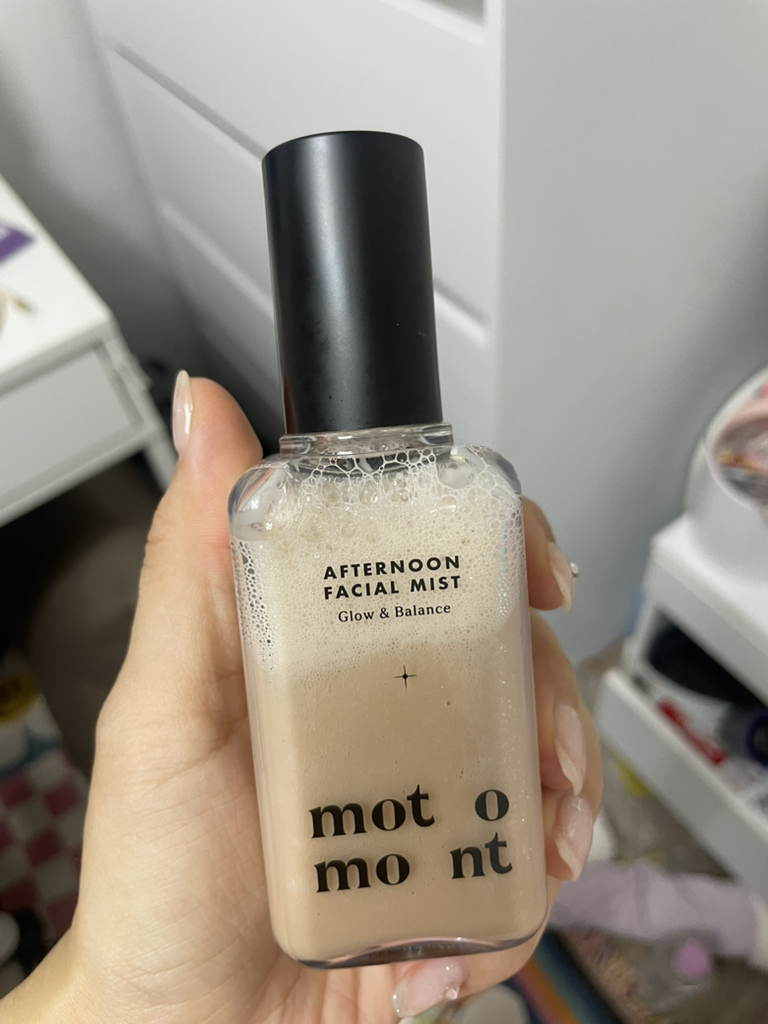 AFTERNOON
FACIAL MIST
Glow & Balance
mot o
mo nt